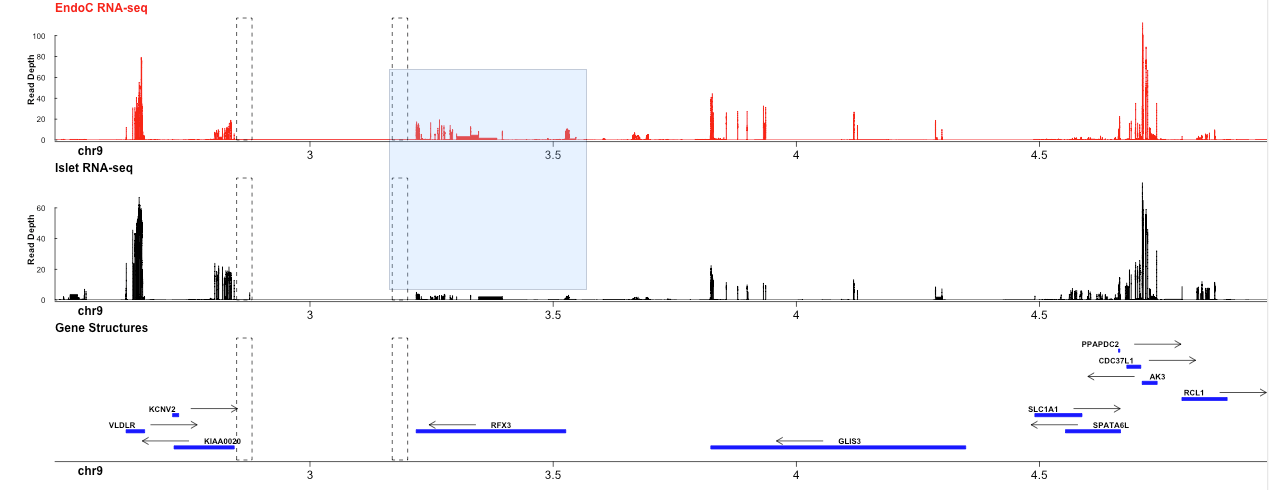 EndoC RNA-seq
100
80
60
40
20
0
Read Depth
chr9
3
3.5
4
4.5
Islet RNA-seq
60
40
20
0
Read Depth
chr9
3
3.5
4
4.5
Gene Structures
PPAPDC2
CDC37L1
AK3
RCL1
KCNV2
SLC1A1
VLDLR
RFX3
SPATA6L
KIAA0020
GLIS3
chr9
3
3.5
4
4.5